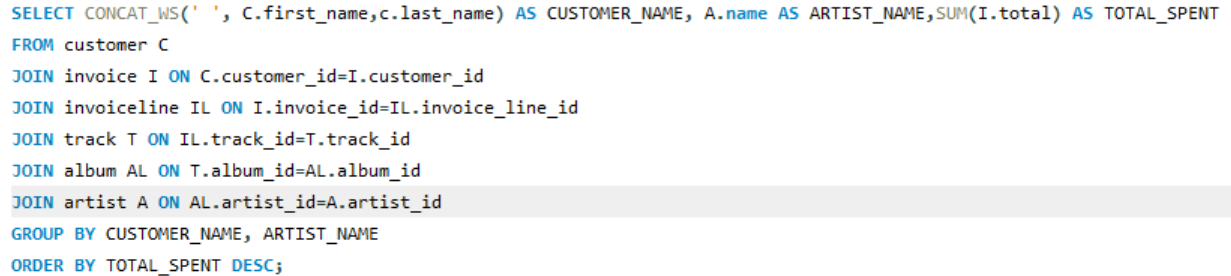 SELECT CONCAT_WS(' ', C.first_name,c.last_name) AS CUSTOMER_NAME, A.name AS ARTIST_NAME,SUM(I.total) AS TOTAL_SPENT
FROM customer C
JOIN invoice I ON C.customer_id=I.customer_id
JOIN invoiceline IL ON I.invoice_id=IL.invoice_line_id
JOIN track T ON IL.track_id=T.track_id
JOIN album AL ON T.album_id=AL.album_id
JOIN artist A ON AL.artist_id=A.artist_id
GROUP BY CUSTOMER_NAME, ARTIST_NAME
ORDER BY TOTAL_SPENT DESC;